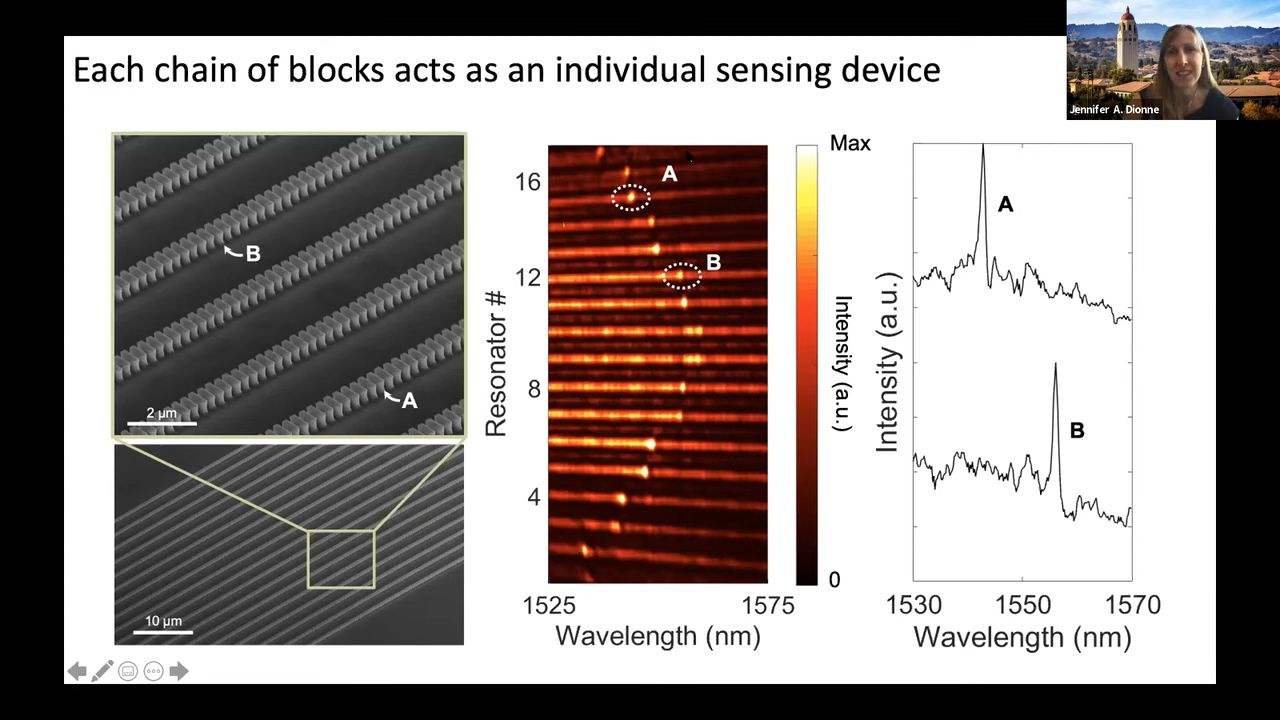 Each chain of blocks acts as an individual sensing device
Jennifer A. Dionne
B
A
2 µm
10 µm
Resonator #
16
12
8
4
A
B
1525
1575
Wavelength (nm)
Max
Intensity (a.u.)
0
Intensity (a.u.)
A
B
1530
1550
1570
Wavelength (nm)